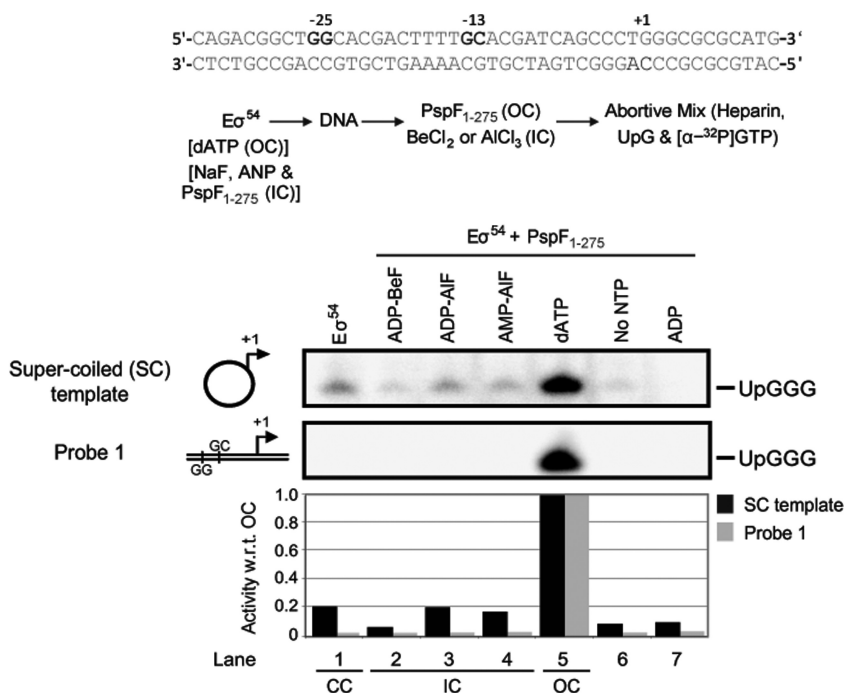 -25 -13 +1
5'-CAGACGGCTGGCACGACTTTTGCACGATCAGCCCTGGGCGCGCATG-3'
3'-CTCTGCCGACCGTGCTGAAAACGTGCTAGTCGGGACCCGCGCGTAC-5'
Eσ54 DNA PspF1-275 (OC) Abortive Mix (Heparin,
[dATP (OC)] BeCl2 or AlCl3 (IC) UpG & [α–32P]GTP)
[NaF, ANP &
PspF1-275 (IC)]
Eσ54 + PspF1-275
Eσ54 ADP-BeF ADP-AlF AMP-AlF dATP No NTP ADP
Super-coiled (SC) template +1 UpGGG
Probe 1 GG GC +1 UpGGG
Activity w.r.t. OC
1.0
0.8
0.6
0.4
0.2
0
SC template
Probe 1
Lane 1 2 3 4 5 6 7
CC IC OC